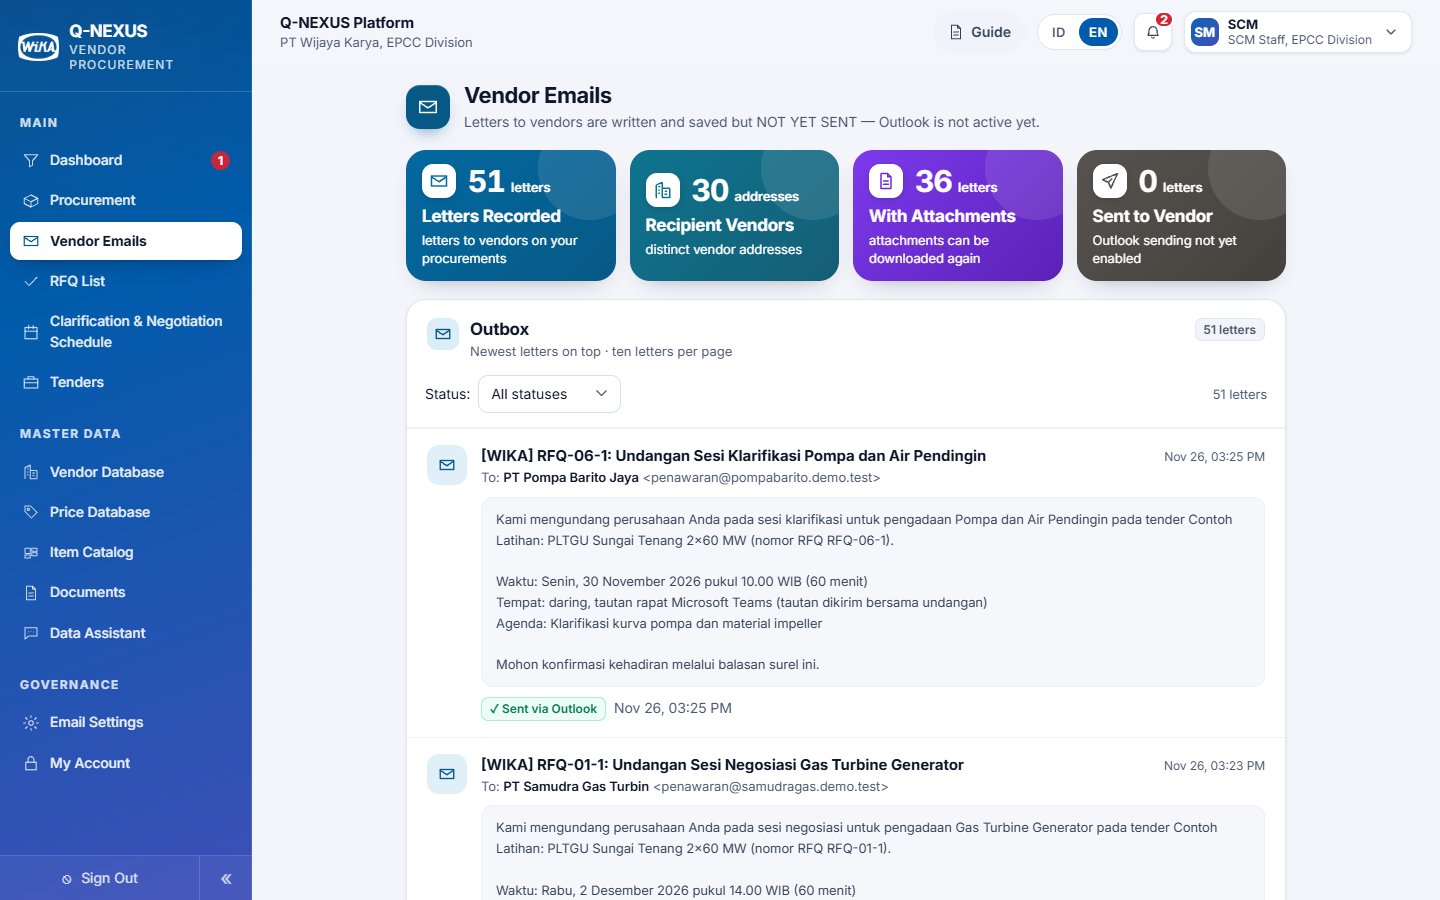 WIKA
Q-NEXUS
VENDOR
PROCUREMENT
MAIN
Dashboard 1
Procurement
Vendor Emails
RFQ List
Clarification & Negotiation
Schedule
Tenders
MASTER DATA
Vendor Database
Price Database
Item Catalog
Documents
Data Assistant
GOVERNANCE
Email Settings
My Account
Sign Out «
Q-NEXUS Platform
PT Wijaya Karya, EPCC Division
Guide
ID EN
2
SM
SCM
SCM Staff, EPCC Division
Vendor Emails
Letters to vendors are written and saved but NOT YET SENT — Outlook is not active yet.
51 letters
Letters Recorded
letters to vendors on your
procurements
30 addresses
Recipient Vendors
distinct vendor addresses
36 letters
With Attachments
attachments can be
downloaded again
0 letters
Sent to Vendor
Outlook sending not yet
enabled
Outbox
51 letters
Newest letters on top · ten letters per page
Status: All statuses
51 letters
[WIKA] RFQ-06-1: Undangan Sesi Klarifikasi Pompa dan Air Pendingin
Nov 26, 03:25 PM
To: PT Pompa Barito Jaya <penawaran@pompabarito.demo.test>
Kami mengundang perusahaan Anda pada sesi klarifikasi untuk pengadaan Pompa dan Air Pendingin pada tender Contoh
Latihan: PLTGU Sungai Tenang 2×60 MW (nomor RFQ RFQ-06-1).
Waktu: Senin, 30 November 2026 pukul 10.00 WIB (60 menit)
Tempat: daring, tautan rapat Microsoft Teams (tautan dikirim bersama undangan)
Agenda: Klarifikasi kurva pompa dan material impeller
Mohon konfirmasi kehadiran melalui balasan surel ini.
✓ Sent via Outlook Nov 26, 03:25 PM
[WIKA] RFQ-01-1: Undangan Sesi Negosiasi Gas Turbine Generator
Nov 26, 03:23 PM
To: PT Samudra Gas Turbin <penawaran@samudragas.demo.test>
Kami mengundang perusahaan Anda pada sesi negosiasi untuk pengadaan Gas Turbine Generator pada tender Contoh
Latihan: PLTGU Sungai Tenang 2×60 MW (nomor RFQ RFQ-01-1).
Waktu: Rabu, 2 Desember 2026 pukul 14.00 WIB (60 menit)